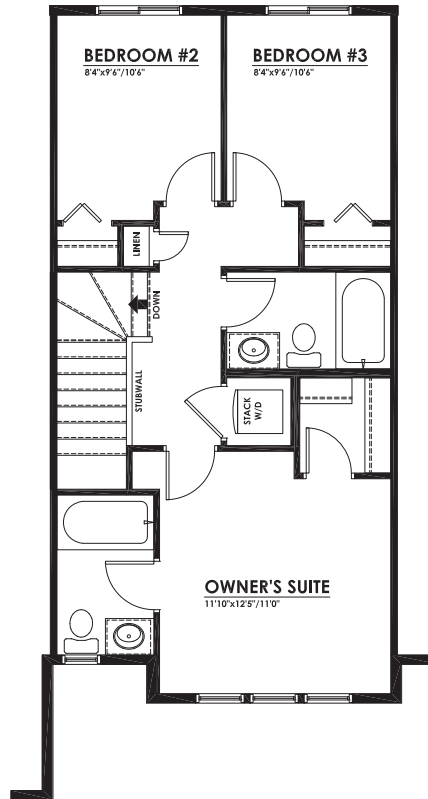 BEDROOM #2
8'4"x9'6"/10'6"
BEDROOM #3
8'4"x9'6"/10'6"
LINEN
DOWN
STUBWALL
STACK
W/D
OWNER'S SUITE
11'10"x12'5"/11'0"